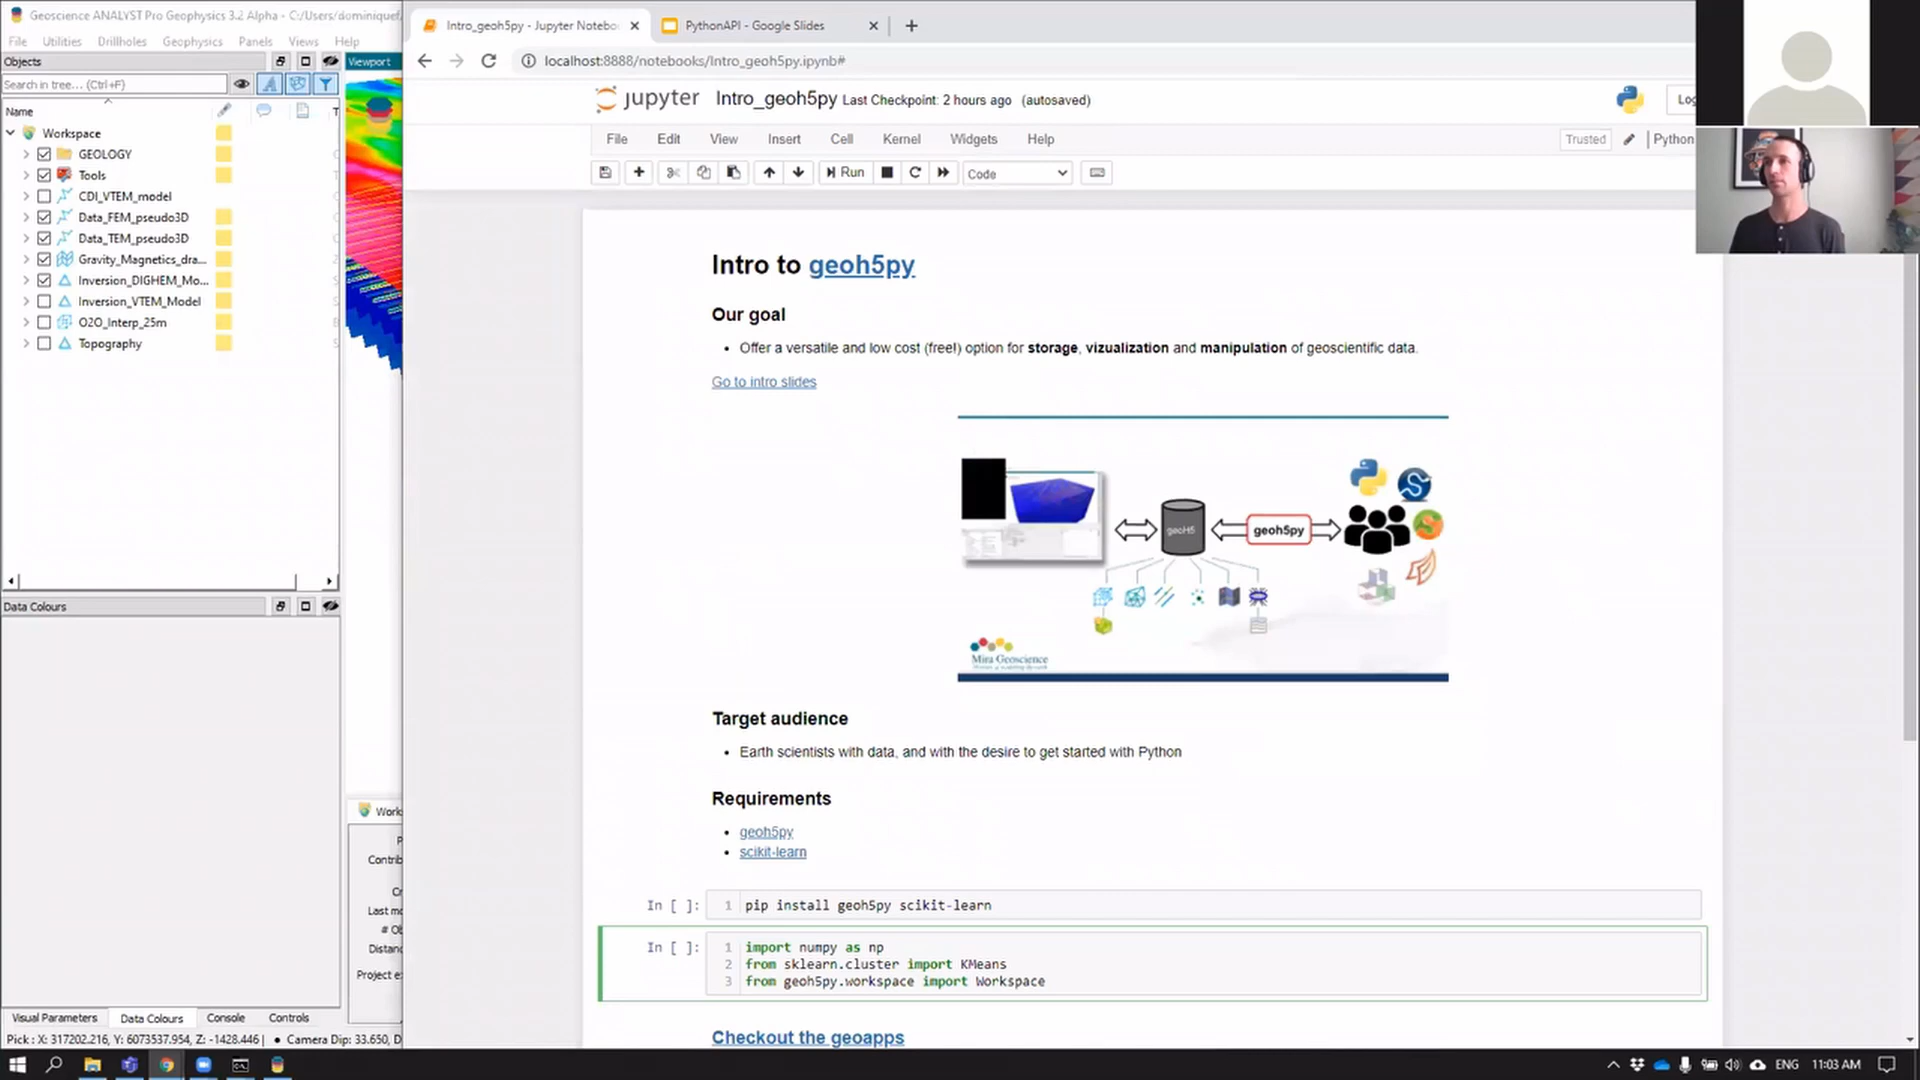 Geoscience ANALYST Pro Geophysics 3.2 Alpha - C:/Users/dominiquef/
File Utilities Drillholes Geophysics Panels Views Help
Objects
Viewport
Search in tree... (Ctrl+F)
Name
Workspace
GEOLOGY
Tools
CDI_VTEM_model
Data_FEM_pseudo3D
Data_TEM_pseudo3D
Gravity_Magnetics_dra...
Inversion_DIGHEM_Mo...
Inversion_VTEM_Model
O2O_Interp_25m
Topography
Data Colours
Contrib
Last mo
# Ob
Distanc
Project e
Visual Parameters Data Colours Console Controls
Pick : X: 317202.216, Y: 6073537.954, Z: -1428.446 | ● Camera Dip: 33.650, D
Intro_geoh5py - Jupyter Notebo
PythonAPI - Google Slides
localhost:8888/notebooks/Intro_geoh5py.ipynb#
jupyter Intro_geoh5py Last Checkpoint: 2 hours ago (autosaved)
Log
File Edit View Insert Cell Kernel Widgets Help
Trusted
Python
Run
Code
Intro to geoh5py
Our goal
• Offer a versatile and low cost (free!) option for storage, vizualization and manipulation of geoscientific data.
Go to intro slides
geoH5
geoh5py
Mira Geoscience
Target audience
• Earth scientists with data, and with the desire to get started with Python
Requirements
• geoh5py
• scikit-learn
In [ ]: 1 pip install geoh5py scikit-learn
In [ ]: 1 import numpy as np
2 from sklearn.cluster import KMeans
3 from geoh5py.workspace import Workspace
Checkout the geoapps
ENG
11:03 AM